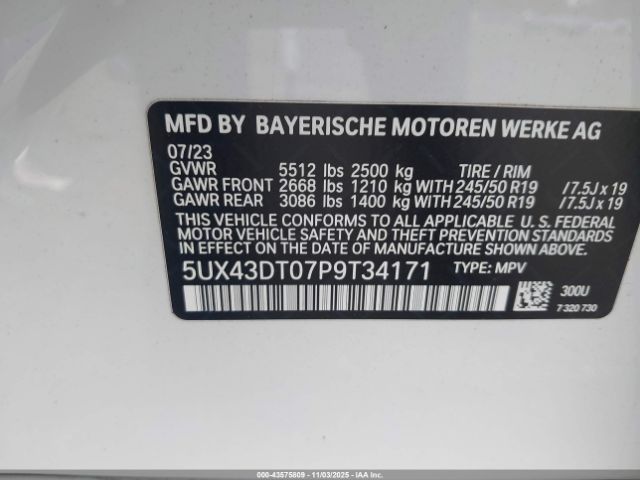 MFD BY BAYERISCHE MOTOREN WERKE AG
07/23
GVWR 5512 lbs 2500 kg TIRE / RIM
GAWR FRONT 2668 lbs 1210 kg WITH 245/50 R19 /7.5J x 19
GAWR REAR 3086 lbs 1400 kg WITH 245/50 R19 /7.5J x 19
THIS VEHICLE CONFORMS TO ALL APPLICABLE U. S. FEDERAL
MOTOR VEHICLE SAFETY AND THEFT PREVENTION STANDARDS
IN EFFECT ON THE DATE OF MANUFACTURE SHOWN ABOVE.
5UX43DT07P9T34171 TYPE: MPV
300U
7 320 730
000-43575809 - 11/03/2025 - IAA Inc.